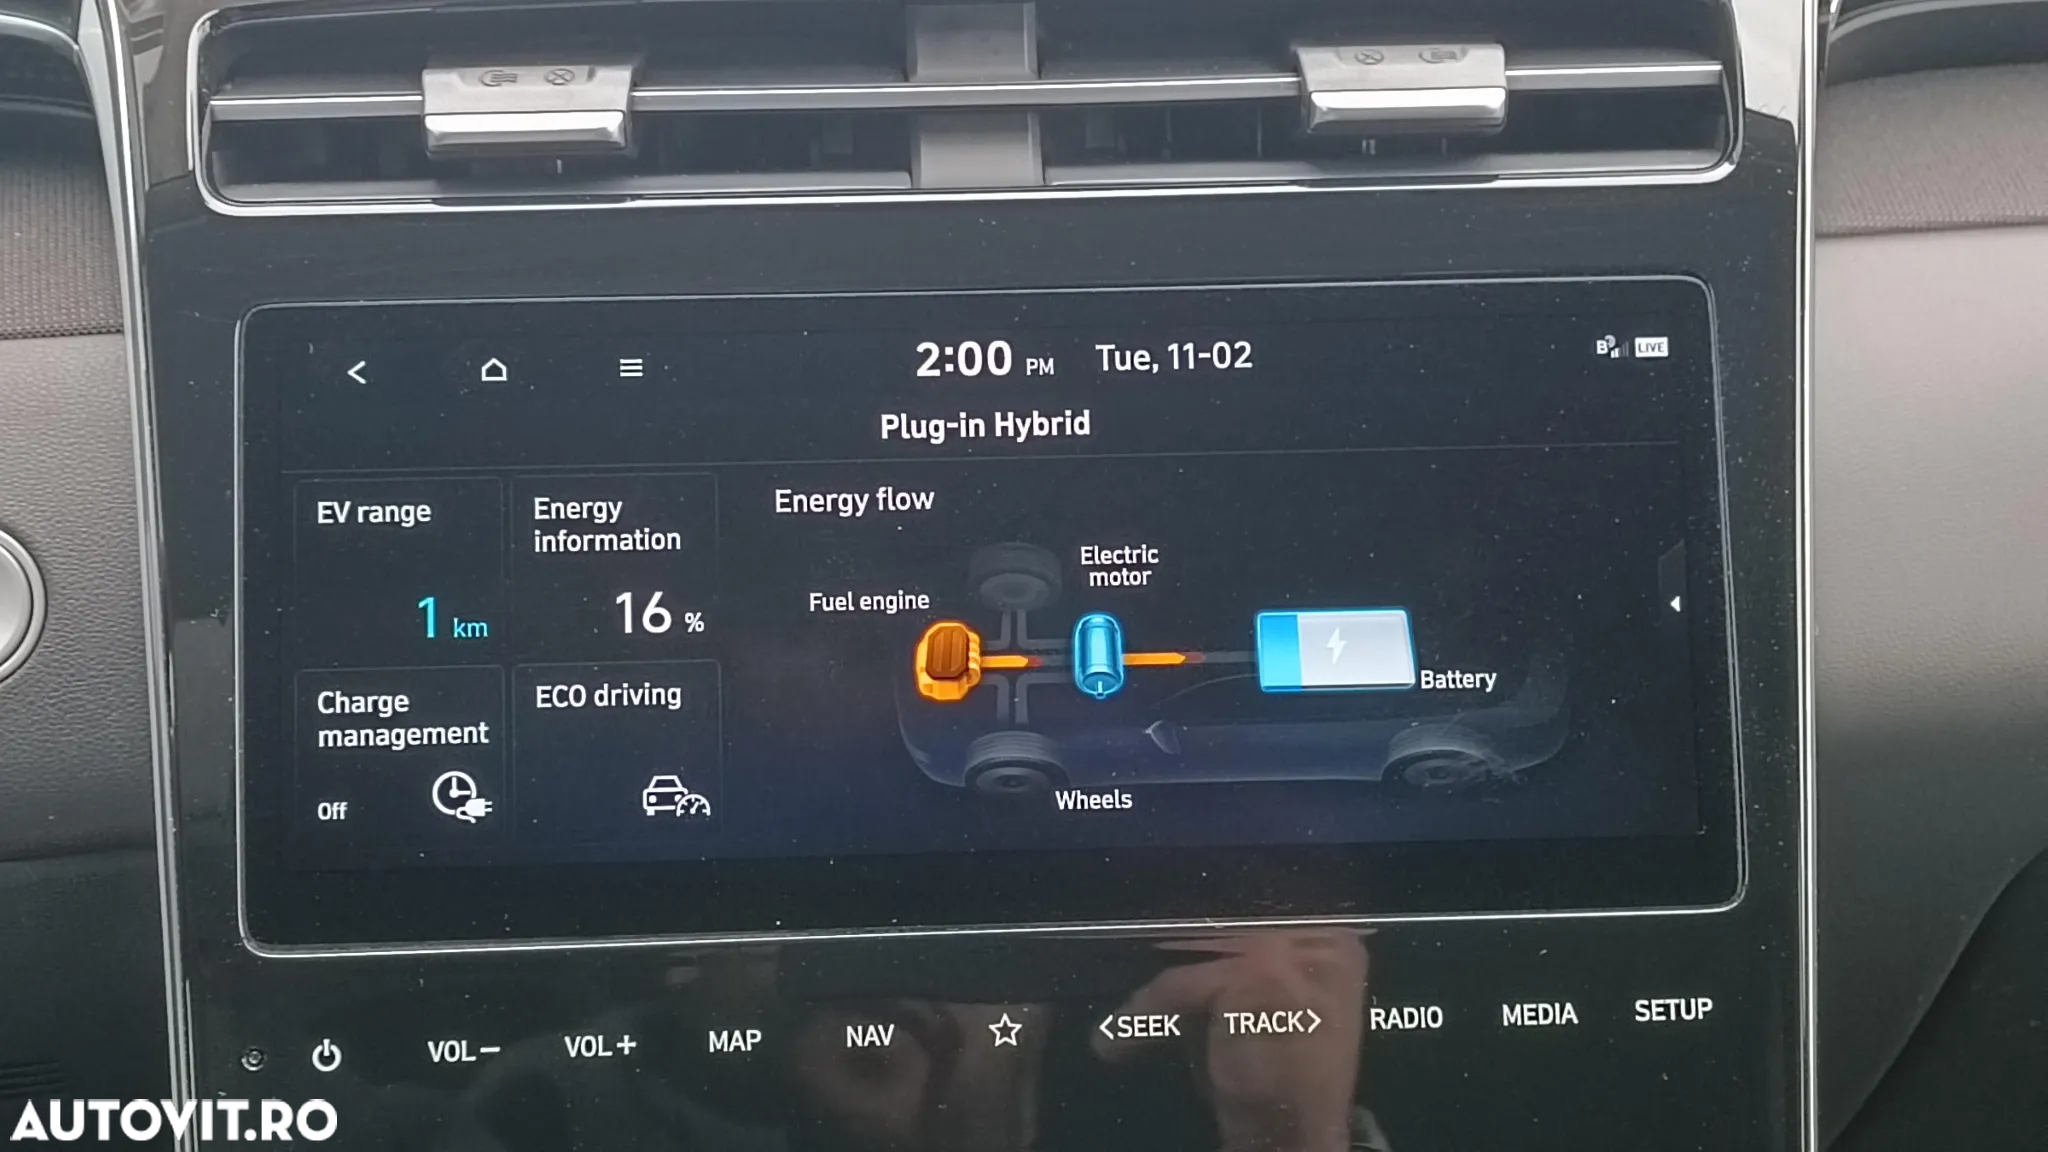 2:00 PM Tue, 11-02
B LIVE
Plug-in Hybrid
EV range
1 km
Energy
information
16 %
Charge
management
Off
ECO driving
Energy flow
Fuel engine
Electric
motor
Battery
Wheels
VOL−
VOL+
MAP
NAV
<SEEK
TRACK>
RADIO
MEDIA
SETUP
AUTOVIT.RO